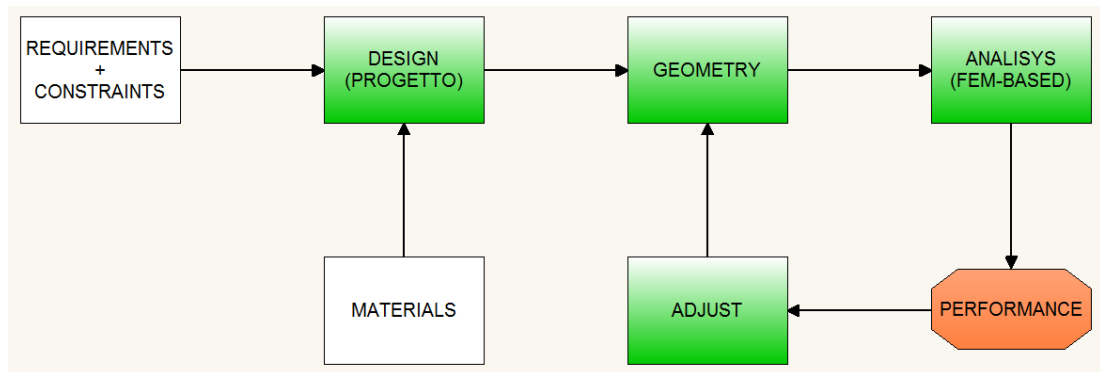 REQUIREMENTS
+
CONSTRAINTS
DESIGN
(PROGETTO)
GEOMETRY
ANALISYS
(FEM-BASED)
MATERIALS
ADJUST
PERFORMANCE